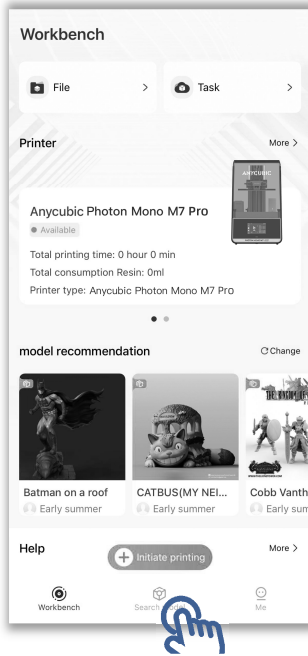 Workbench
File
Task
Printer
More
ANYCUBIC
Anycubic Photon Mono M7 Pro
Available
Total printing time: 0 hour 0 min
Total consumption Resin: 0ml
Printer type: Anycubic Photon Mono M7 Pro
model recommendation
Change
Batman on a roof
CATBUS(MY NEI...
Cobb Vanth
Early summer
Early summer
Early sum
Help
More
Initiate printing
Workbench
Search
Me